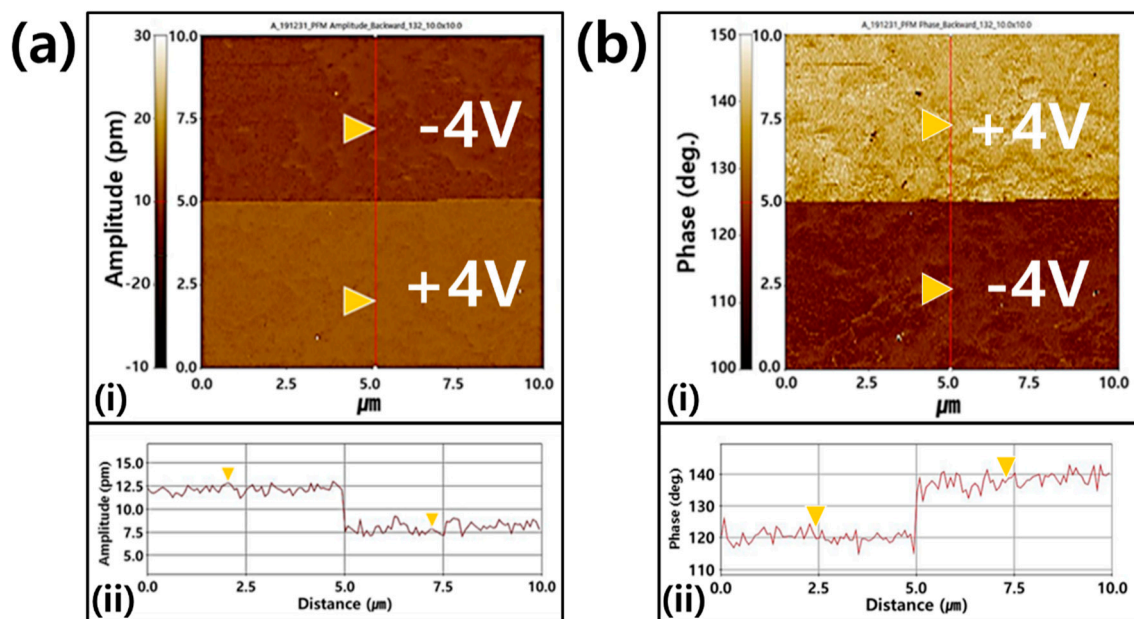 (a)
A_191231_PFM Amplitude_Backward_132_10.0x10.0
Amplitude (pm)
30
20
10
-20
-10
10.0
7.5
5.0
2.5
0.0
-4V
+4V
0.0 2.5 5.0 7.5 10.0
μm
(i)
Amplitude (pm)
15.0
12.5
10.0
7.5
5.0
0.0 2.5 5.0 7.5 10.0
Distance (μm)
(ii)
(b)
A_191231_PFM Phase_Backward_132_10.0x10.0
Phase (deg.)
150
140
130
120
110
100
10.0
7.5
5.0
2.5
0.0
+4V
-4V
0.0 2.5 5.0 7.5 10.0
μm
(i)
Phase (deg.)
140
130
120
110
0.0 2.5 5.0 7.5 10.0
Distance (μm)
(ii)